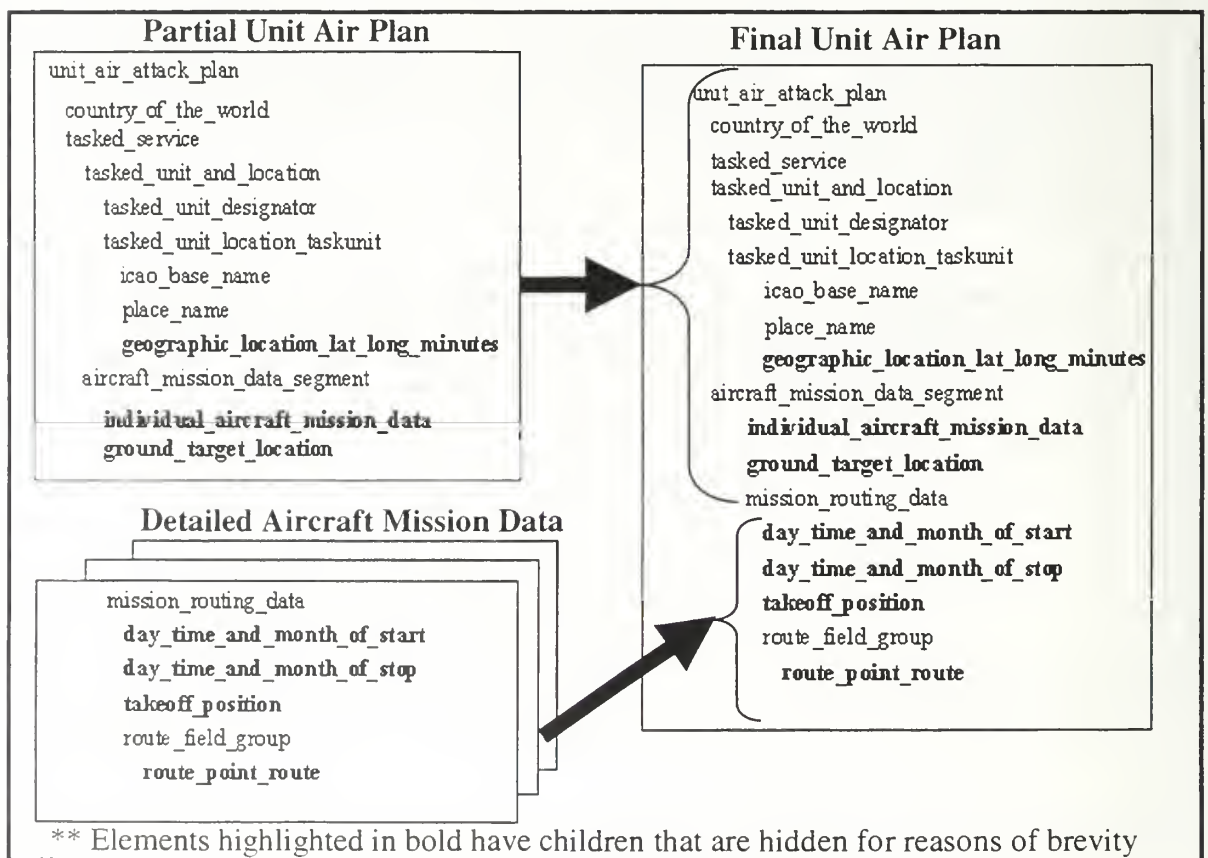 Partial Unit Air Plan
unit_air_attack_plan
country_of_the_world
tasked_service
tasked_unit_and_location
tasked_unit_designator
tasked_unit_location_taskunit
icao_base_name
place_name
geographic_location_lat_long_minutes
aircraft_mission_data_segment
individual_aircraft_mission_data
ground_target_location
Detailed Aircraft Mission Data
mission_routing_data
day_time_and_month_of_start
day_time_and_month_of_stop
takeoff_position
route_field_group
route_point_route
Final Unit Air Plan
unit_air_attack_plan
country_of_the_world
tasked_service
tasked_unit_and_location
tasked_unit_designator
tasked_unit_location_taskunit
icao_base_name
place_name
geographic_location_lat_long_minutes
aircraft_mission_data_segment
individual_aircraft_mission_data
ground_target_location
mission_routing_data
day_time_and_month_of_start
day_time_and_month_of_stop
takeoff_position
route_field_group
route_point_route
** Elements highlighted in bold have children that are hidden for reasons of brevity